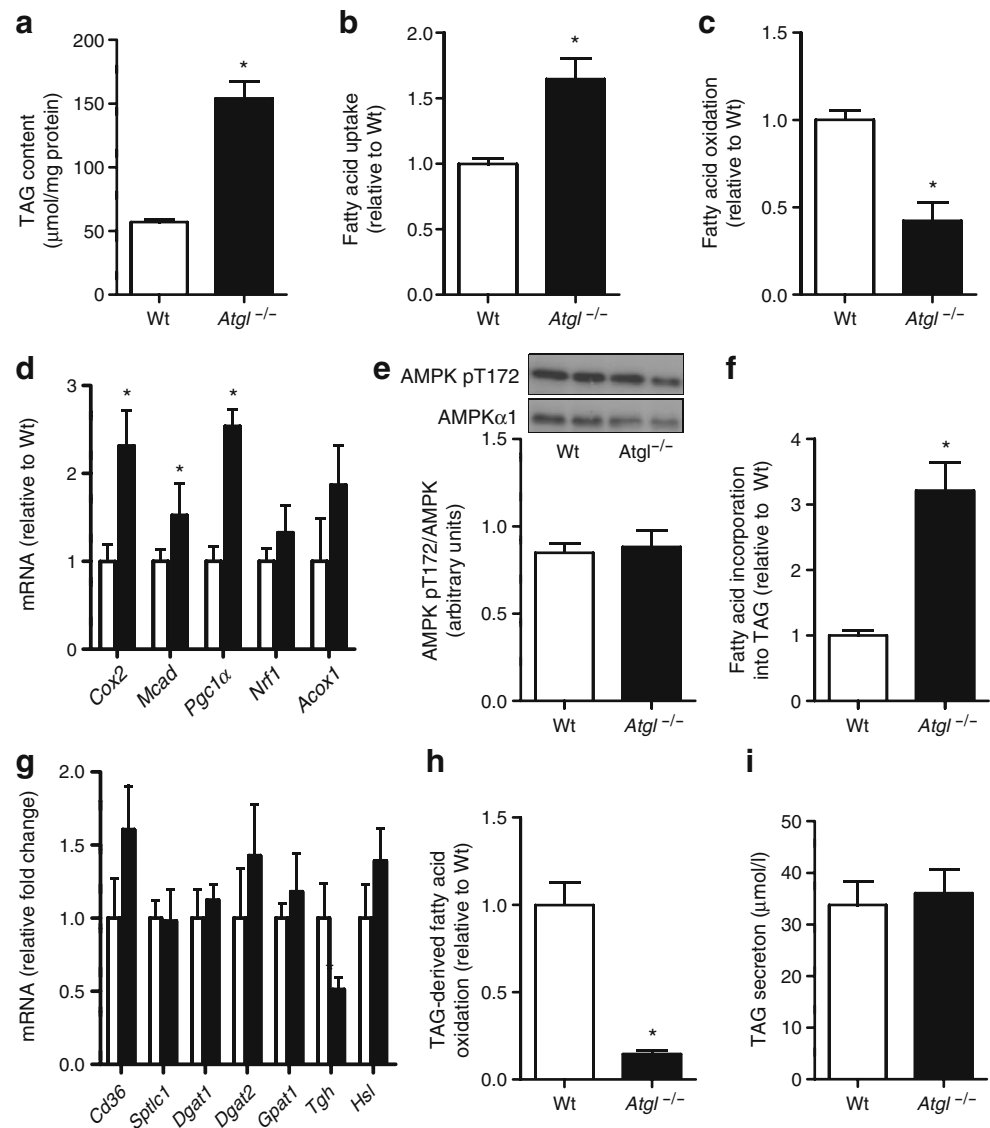 a
TAG content
(μmol/mg protein)
200
150
100
50
0
*
Wt
Atgl –/–
b
Fatty acid uptake
(relative to Wt)
2.0
1.5
1.0
0.5
0.0
*
Wt
Atgl –/–
c
Fatty acid oxidation
(relative to Wt)
1.5
1.0
0.5
0.0
*
Wt
Atgl –/–
d
mRNA (relative to Wt)
3
2
1
0
*
*
*
Cox2
Mcad
Pgc1α
Nrf1
Acox1
e
AMPK pT172
AMPKα1
Wt
Atgl–/–
AMPK pT172/AMPK
(arbitrary units)
1.5
1.0
0.5
0.0
Wt
Atgl –/–
f
Fatty acid incorporation
into TAG (relative to Wt)
4
3
2
1
0
*
Wt
Atgl –/–
g
mRNA (relative fold change)
2.0
1.5
1.0
0.5
0.0
*
Cd36
Sptlc1
Dgat1
Dgat2
Gpat1
Tgh
Hsl
h
TAG-derived fatty acid
oxidation (relative to Wt)
1.5
1.0
0.5
0.0
*
Wt
Atgl –/–
i
TAG secreton (μmol/l)
50
40
30
20
10
0
Wt
Atgl –/–